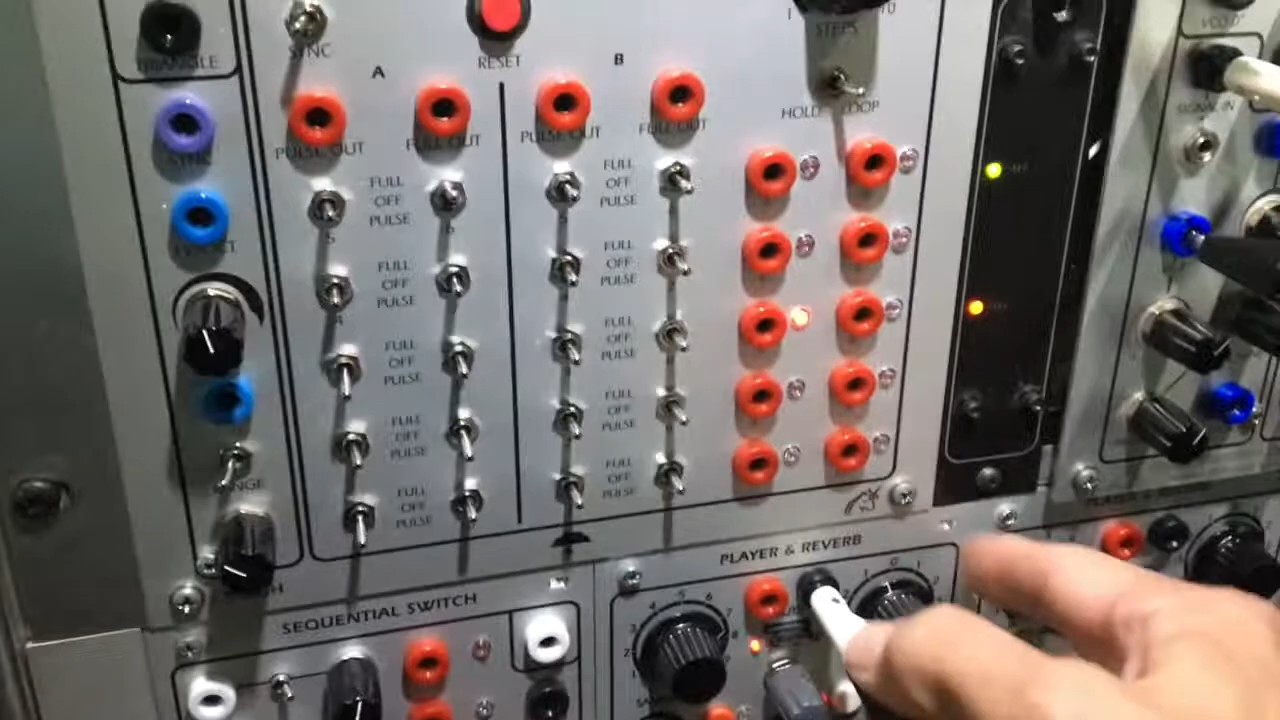 TRIANGLE
SYNC
RESET
STEPS
10
A
B
HOLD LOOP
PULSE OUT
FULL OUT
PULSE OUT
FULL OUT
SIGNAL IN
SYNC
FULL
OFF
PULSE
FULL
OFF
PULSE
FULL
OFF
PULSE
FULL
OFF
PULSE
FULL
OFF
PULSE
FULL
OFF
PULSE
FULL
OFF
PULSE
FULL
OFF
PULSE
FULL
OFF
PULSE
FULL
OFF
PULSE
RANGE
PLAYER & REVERB
SEQUENTIAL SWITCH